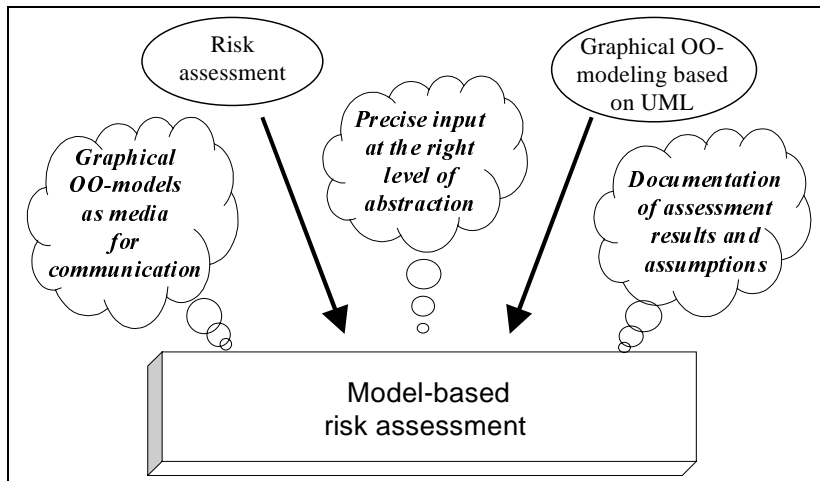 Risk
assessment
Graphical OO-
modeling based
on UML
Graphical
OO-models
as media
for
communication
Precise input
at the right
level of
abstraction
Documentation
of assessment
results and
assumptions
Model-based
risk assessment